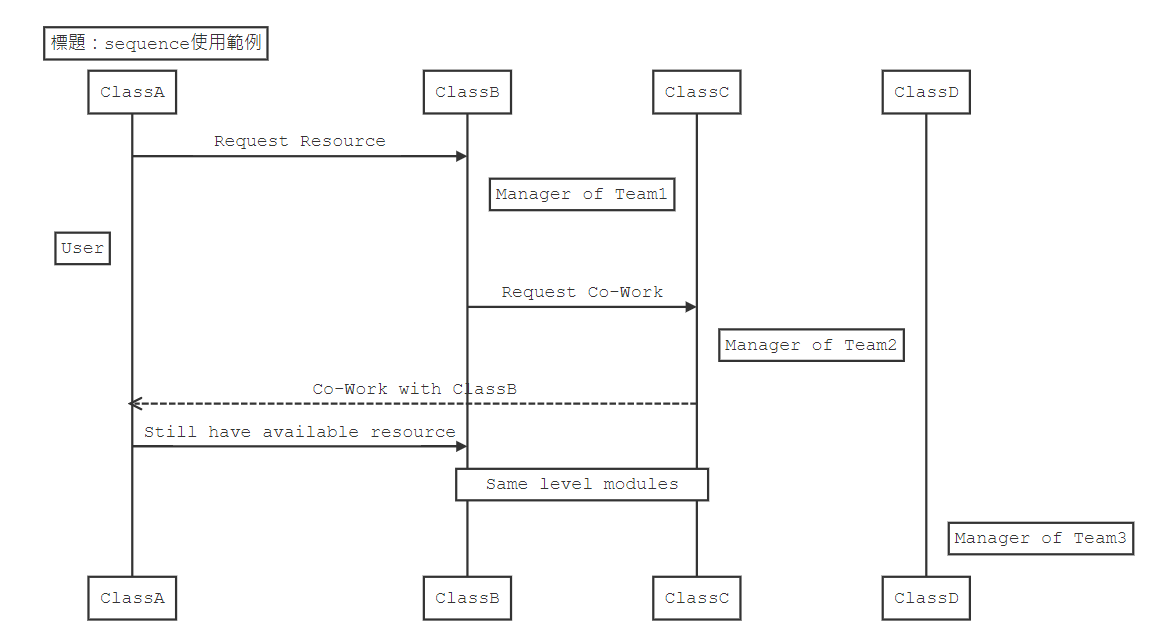 標題：sequence使用範例
ClassA
ClassB
ClassC
ClassD
Request Resource
Manager of Team1
User
Request Co-Work
Manager of Team2
Co-Work with ClassB
Still have available resource
Same level modules
Manager of Team3
ClassA
ClassB
ClassC
ClassD